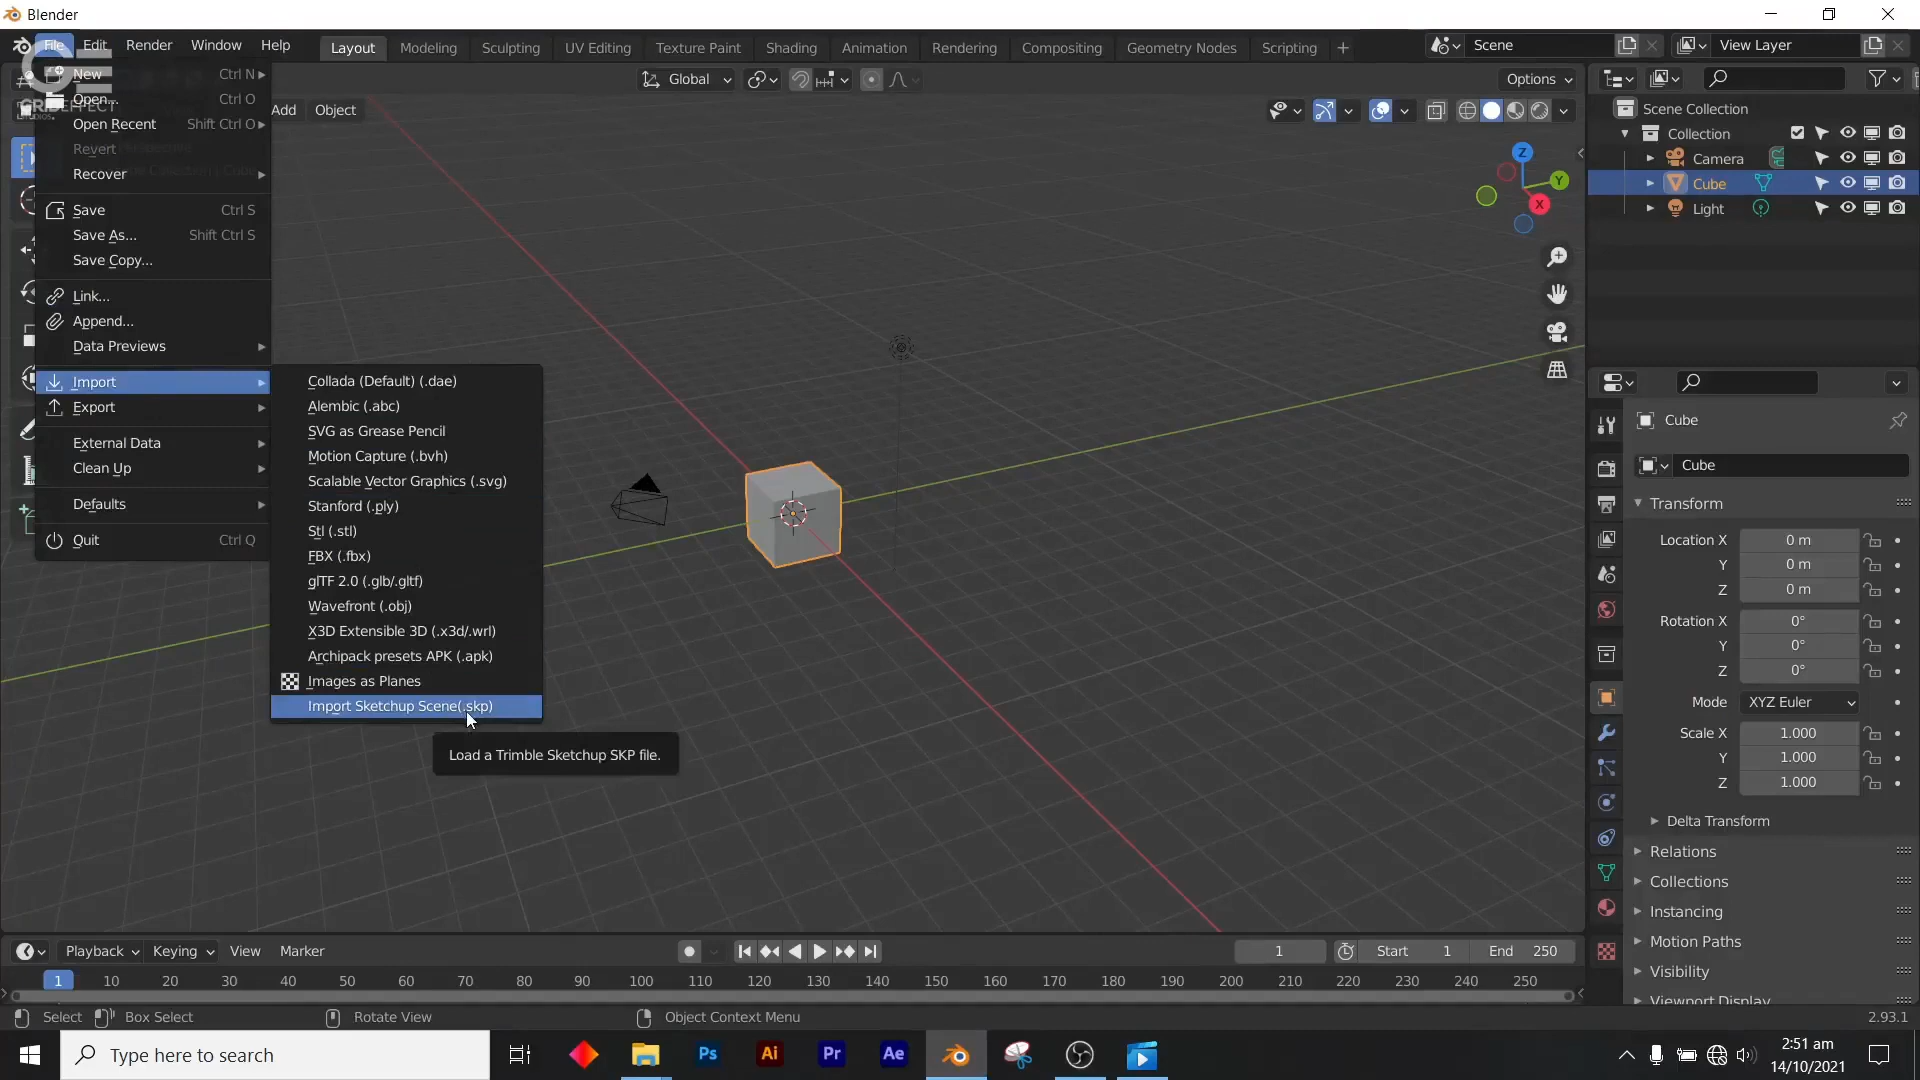 Blender
File
Edit
Render
Window
Help
Layout
Modeling
Sculpting
UV Editing
Texture Paint
Shading
Animation
Rendering
Compositing
Geometry Nodes
Scripting
Scene
View Layer
Global
Options
Add
Object
GRIDEFFECT
STUDIOS.
New
Ctrl N
Open...
Ctrl O
Open Recent
Shift Ctrl O
Revert
Recover
Save
Ctrl S
Save As...
Shift Ctrl S
Save Copy...
Link...
Append...
Data Previews
Import
Export
External Data
Clean Up
Defaults
Quit
Ctrl Q
Collada (Default) (.dae)
Alembic (.abc)
SVG as Grease Pencil
Motion Capture (.bvh)
Scalable Vector Graphics (.svg)
Stanford (.ply)
Stl (.stl)
FBX (.fbx)
glTF 2.0 (.glb/.gltf)
Wavefront (.obj)
X3D Extensible 3D (.x3d/.wrl)
Archipack presets APK (.apk)
Images as Planes
Import Sketchup Scene(.skp)
Load a Trimble Sketchup SKP file.
Z
Y
X
Scene Collection
Collection
Camera
Cube
Light
Cube
Cube
Transform
Location X
0 m
Y
0 m
Z
0 m
Rotation X
0°
Y
0°
Z
0°
Mode
XYZ Euler
Scale X
1.000
Y
1.000
Z
1.000
Delta Transform
Relations
Collections
Instancing
Motion Paths
Visibility
Viewport Display
Playback
Keying
View
Marker
1
Start
1
End
250
1
10
20
30
40
50
60
70
80
90
100
110
120
130
140
150
160
170
180
190
200
210
220
230
240
250
Select
Box Select
Rotate View
Object Context Menu
2.93.1
Type here to search
Ps
Ai
Pr
Ae
2:51 am
14/10/2021